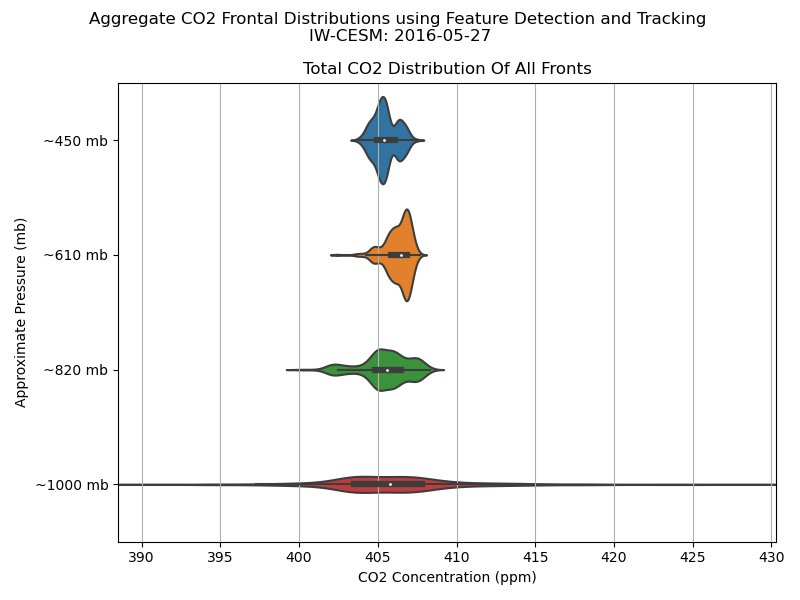 Aggregate CO2 Frontal Distributions using Feature Detection and Tracking
IW-CESM: 2016-05-27
Total CO2 Distribution Of All Fronts
Approximate Pressure (mb)
~450 mb
~610 mb
~820 mb
~1000 mb
390 395 400 405 410 415 420 425 430
CO2 Concentration (ppm)